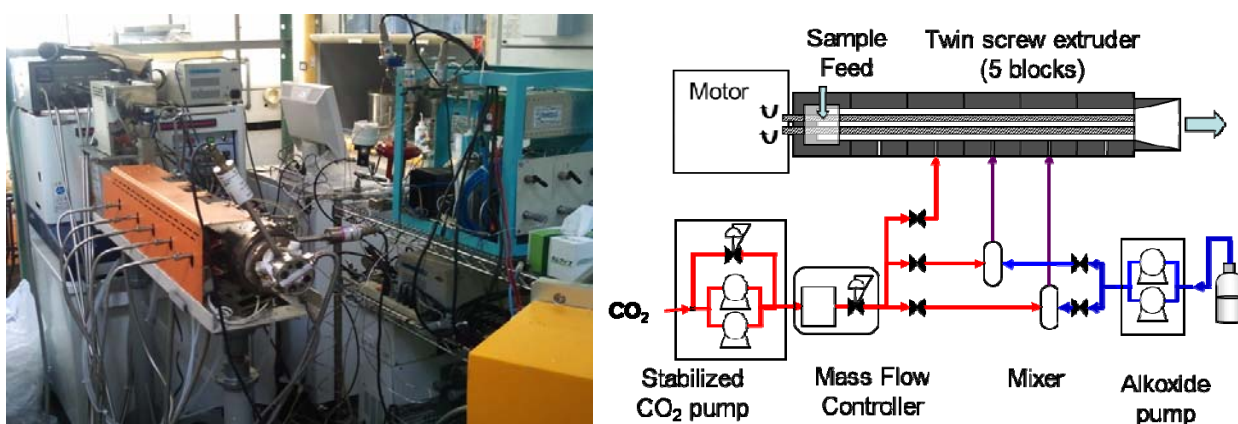 Sample
Feed
Twin screw extruder
(5 blocks)
Motor
CO₂
Stabilized
CO₂ pump
Mass Flow
Controller
Mixer
Alkoxide
pump